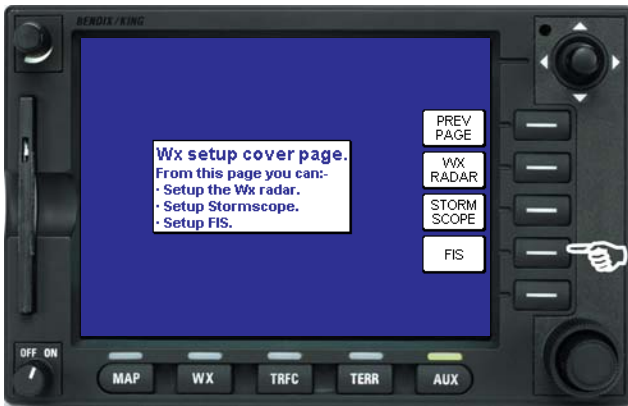 BENDIX/KING
Wx setup cover page.
From this page you can:-
· Setup the Wx radar.
· Setup Stormscope.
· Setup FIS.
PREV
PAGE
WX
RADAR
STORM
SCOPE
FIS
OFF ON
MAP
WX
TRFC
TERR
AUX